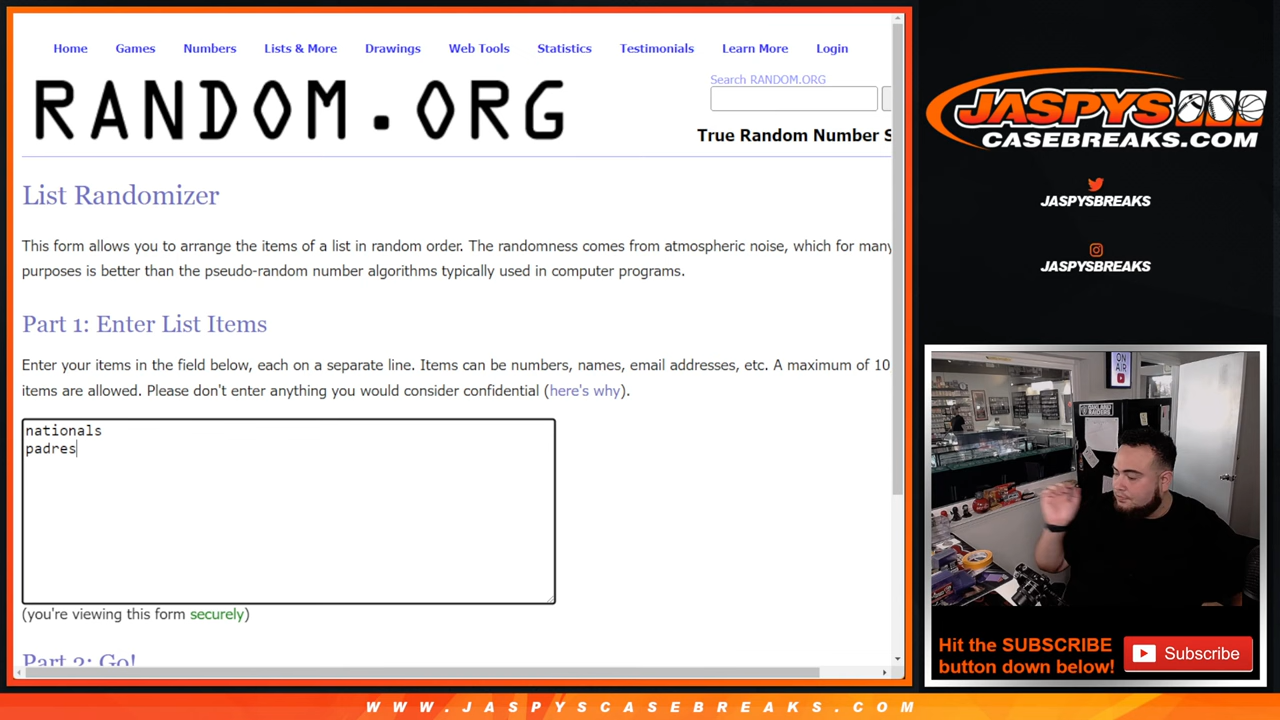 Home Games Numbers Lists & More Drawings Web Tools Statistics Testimonials Learn More Login
RANDOM.ORG
Search RANDOM.ORG
True Random Number S
List Randomizer
This form allows you to arrange the items of a list in random order. The randomness comes from atmospheric noise, which for many
purposes is better than the pseudo-random number algorithms typically used in computer programs.
Part 1: Enter List Items
Enter your items in the field below, each on a separate line. Items can be numbers, names, email addresses, etc. A maximum of 10
items are allowed. Please don't enter anything you would consider confidential (here's why).
nationals
padres
(you're viewing this form securely)
Part 2: Go!
JASPYS
CASEBREAKS.COM
JASPYSBREAKS
JASPYSBREAKS
ON
AIR
OAKLAND
RAIDERS
Hit the SUBSCRIBE
button down below!
Subscribe
WWW.JASPYSCASEBREAKS.COM